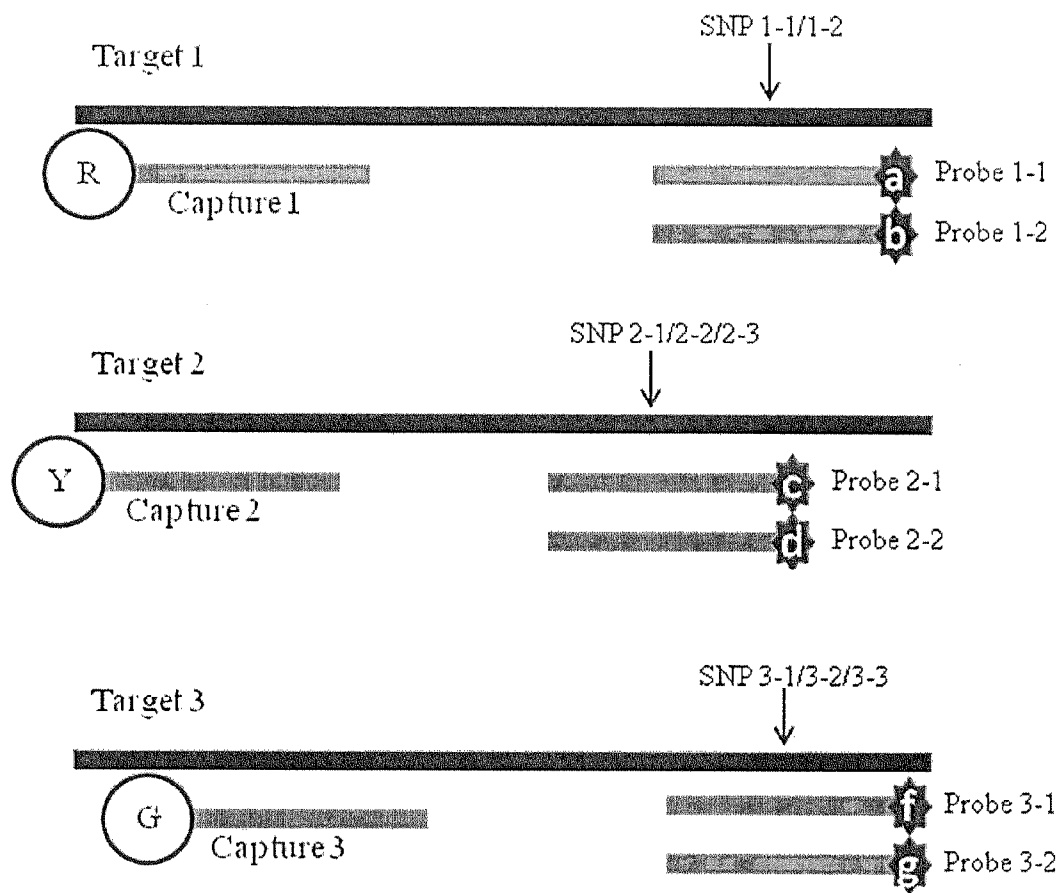 SNP 1-1/1-2
Target 1
R
Capture 1
a
Probe 1-1
b
Probe 1-2
SNP 2-1/2-2/2-3
Target 2
Y
Capture 2
c
Probe 2-1
d
Probe 2-2
SNP 3-1/3-2/3-3
Target 3
G
Capture 3
f
Probe 3-1
g
Probe 3-2